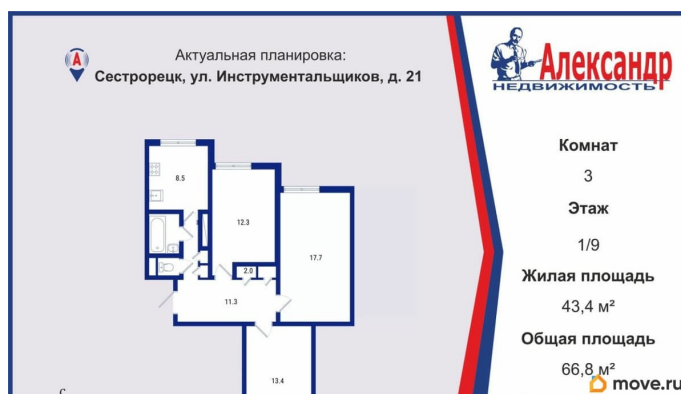 Актуальная планировка:
Сестрорецк, ул. Инструментальщиков, д. 21
А
Александр
НЕДВИЖИМОСТЬ
8.5
12.3
17.7
2.0
11.3
13.4
Комнат
3
Этаж
1/9
Жилая площадь
43,4 м²
Общая площадь
66,8 м²
move.ru